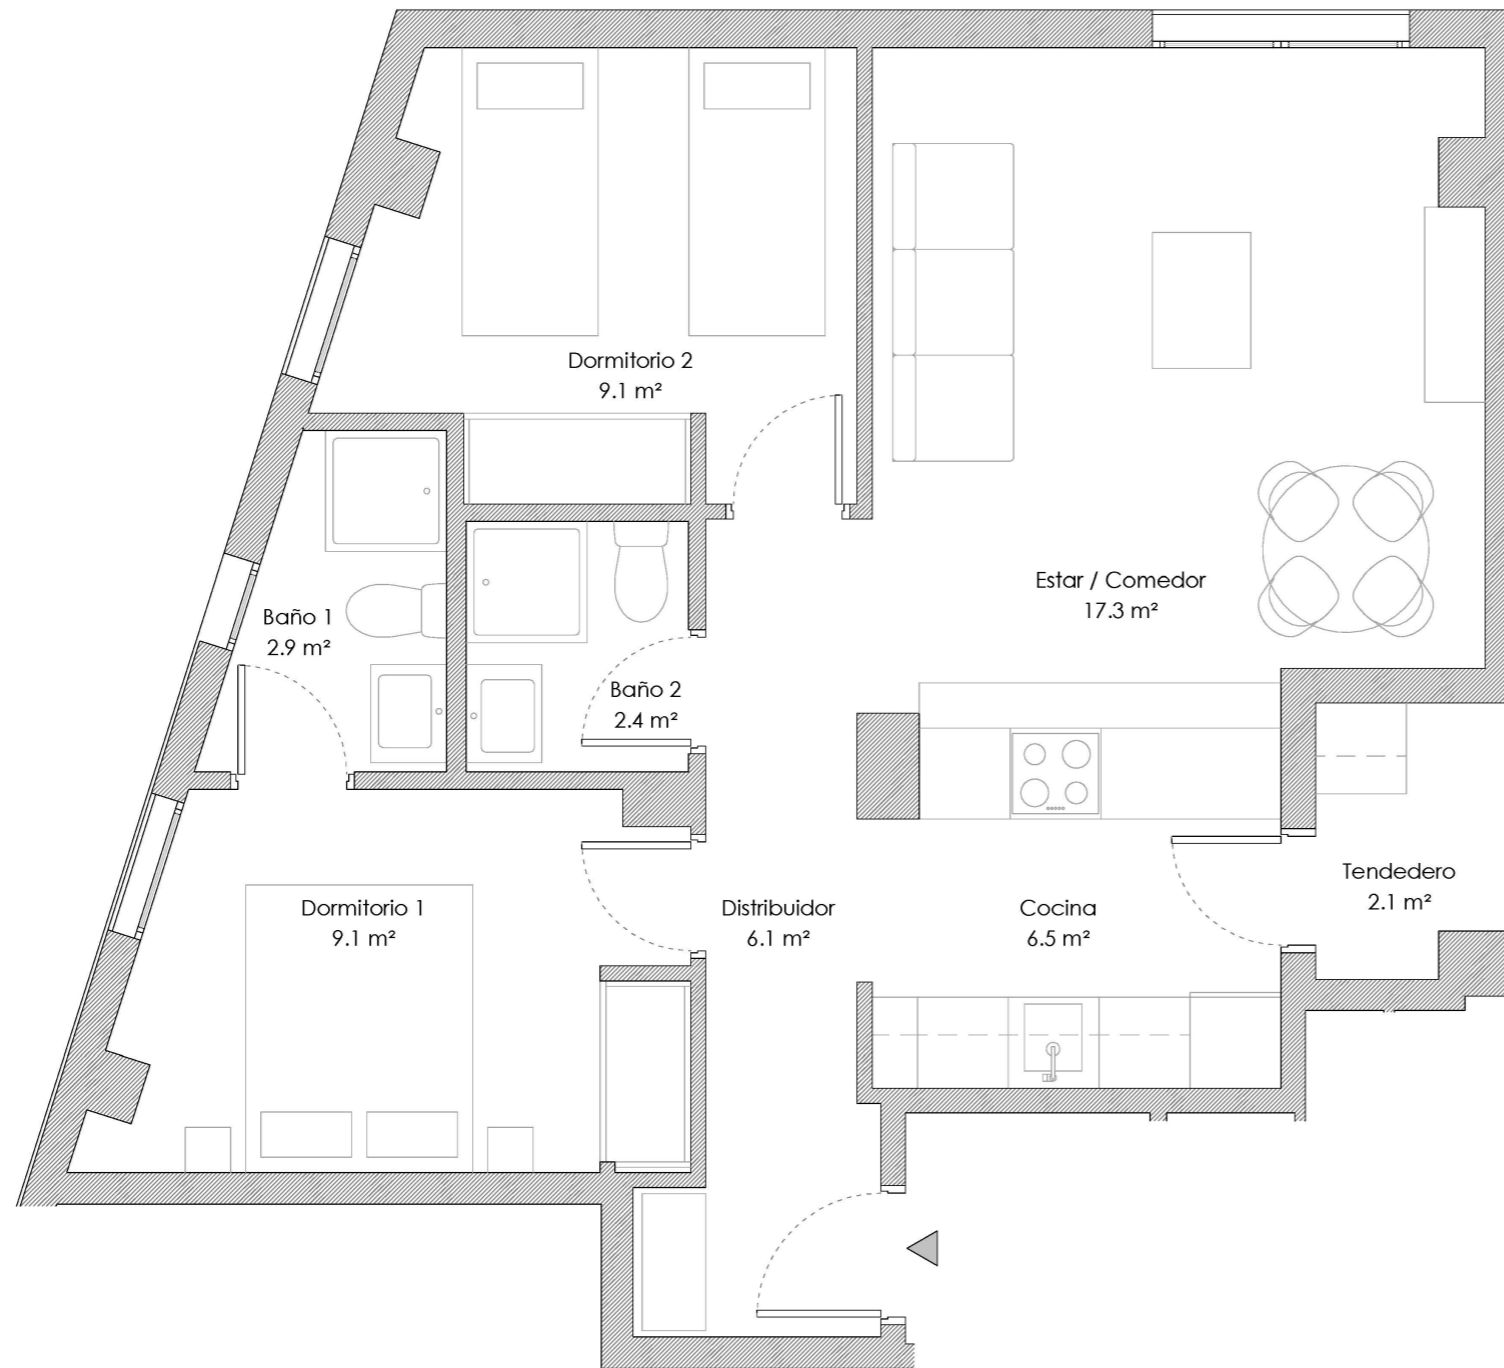 Dormitorio 2
9.1 m²
Estar / Comedor
17.3 m²
Baño 1
2.9 m²
Baño 2
2.4 m²
Tendedero
2.1 m²
Dormitorio 1
9.1 m²
Distribuidor
6.1 m²
Cocina
6.5 m²